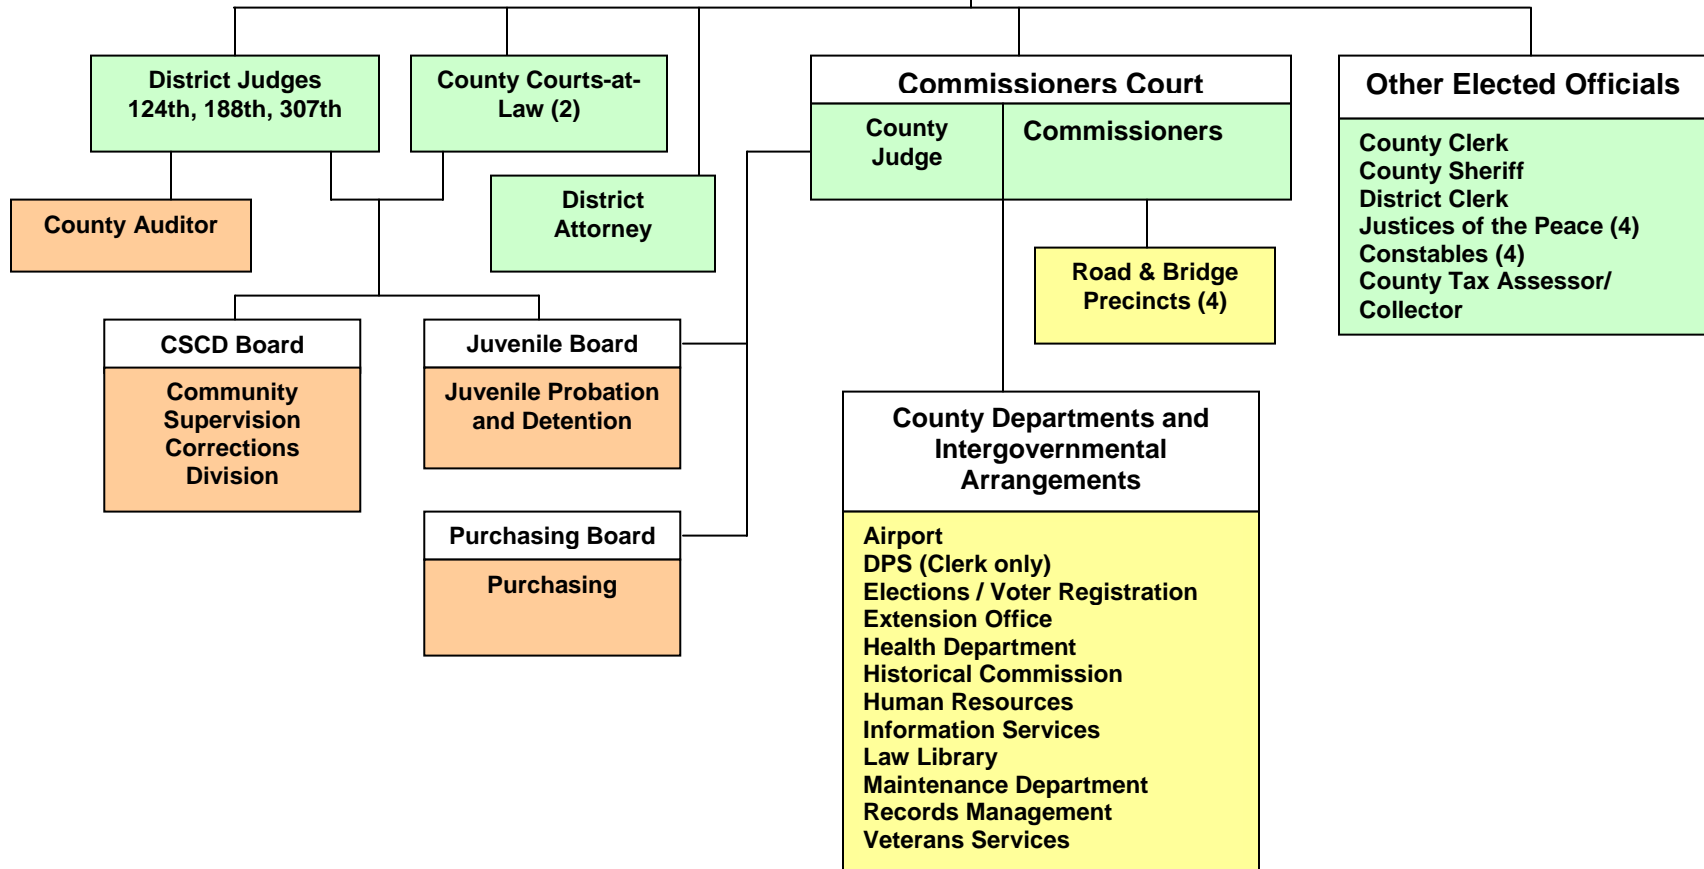 District Judges
124th, 188th, 307th
County Courts-at-
Law (2)
Commissioners Court
County
Judge
Commissioners
Other Elected Officials
County Clerk
County Sheriff
District Clerk
Justices of the Peace (4)
Constables (4)
County Tax Assessor/
Collector
County Auditor
District
Attorney
Road & Bridge
Precincts (4)
CSCD Board
Community
Supervision
Corrections
Division
Juvenile Board
Juvenile Probation
and Detention
Purchasing Board
Purchasing
County Departments and
Intergovernmental
Arrangements
Airport
DPS (Clerk only)
Elections / Voter Registration
Extension Office
Health Department
Historical Commission
Human Resources
Information Services
Law Library
Maintenance Department
Records Management
Veterans Services